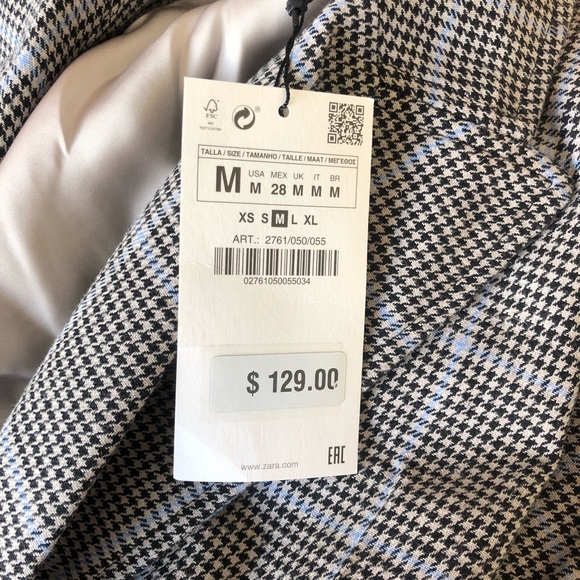 FSC
TALLA / SIZE / TAMANHO / TAILLE / MAAT / ΜΕΓΕΘΟΣ
M USA MEX UK IT BR
M 28 M M M
XS S M L XL
ART.: 2761/050/055
02761050055034
$ 129.00
EAC
www.zara.com